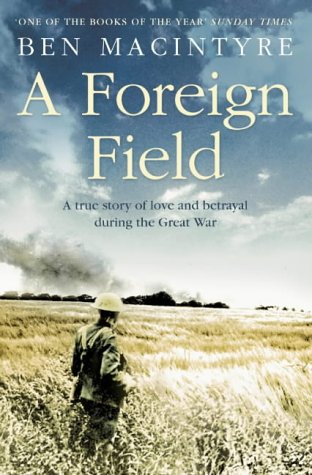 ‘ONE OF THE BOOKS OF THE YEAR’ SUNDAY TIMES
BEN MACINTYRE
A Foreign
Field
A true story of love and betrayal
during the Great War